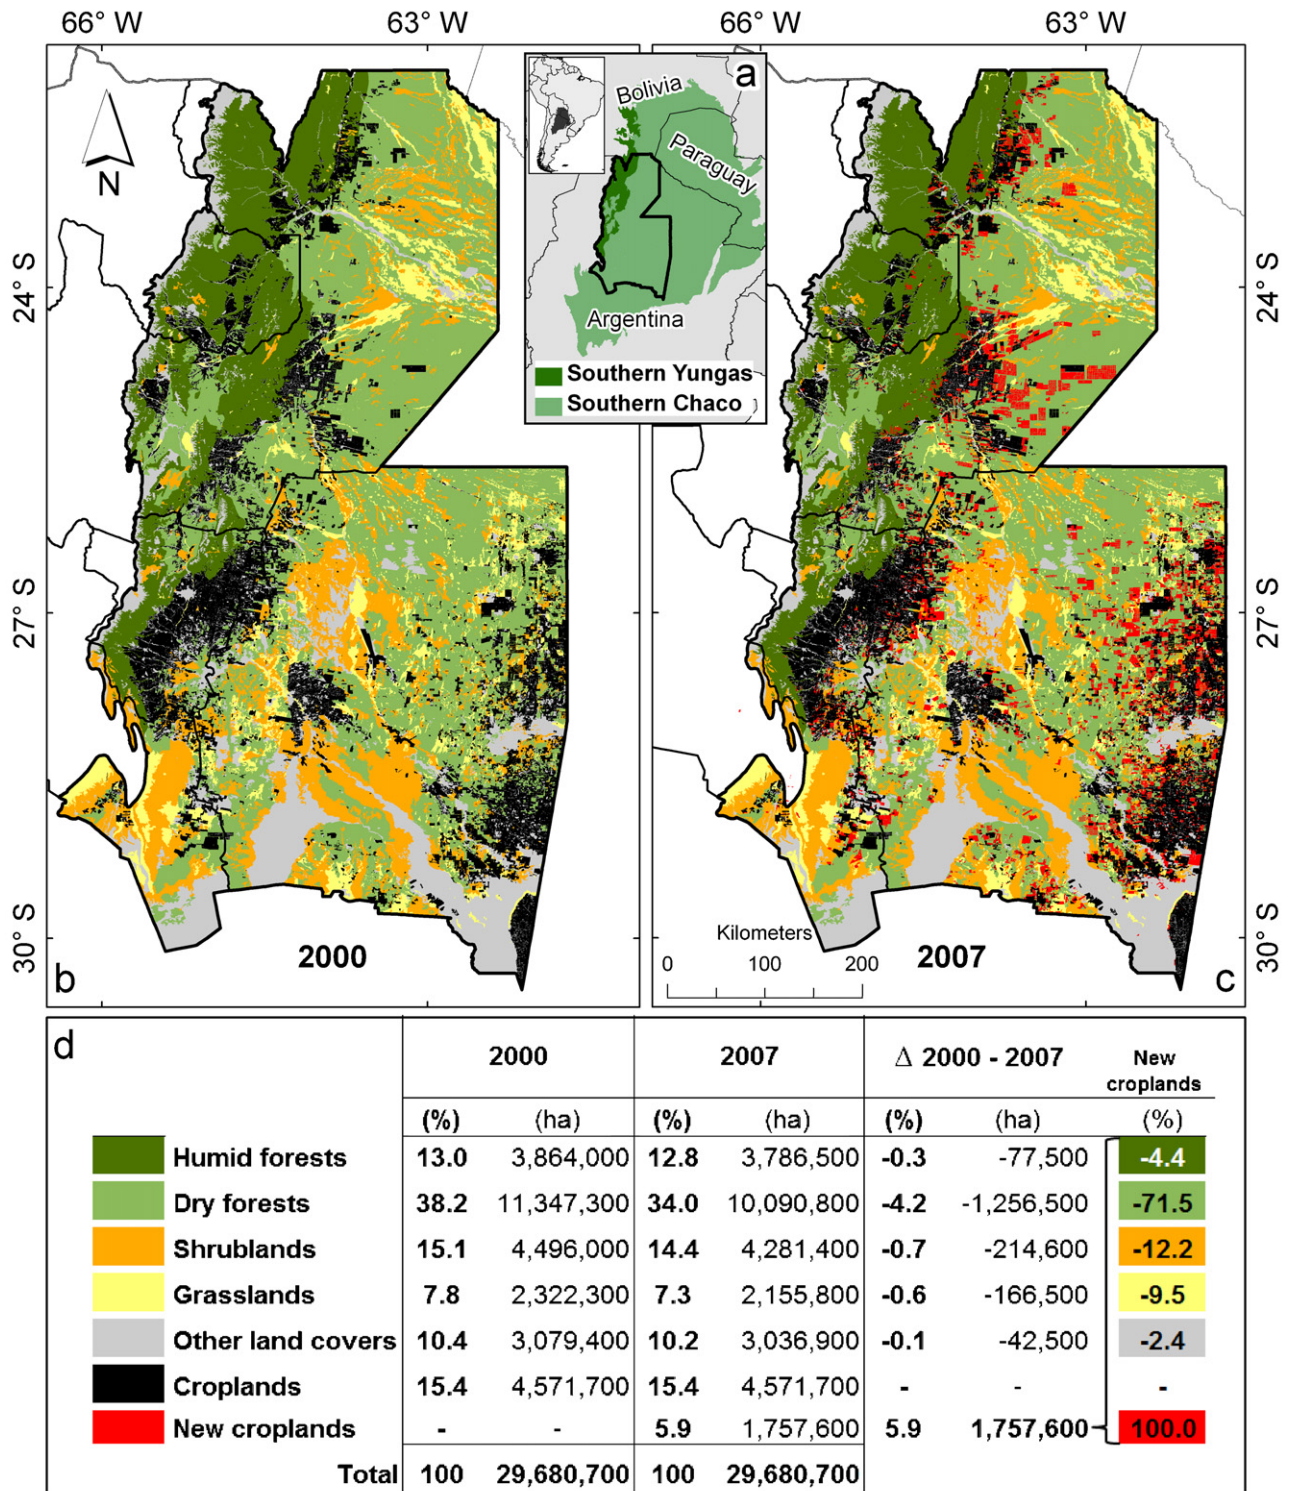 66° W 63° W 66° W 63° W
a
Bolivia
Paraguay
Argentina
Southern Yungas
Southern Chaco
N
24° S 24° S
27° S 27° S
30° S 30° S
b 2000
Kilometers
0 100 200
2007 c
d
2000 2007 Δ 2000 - 2007 New croplands
(%) (ha) (%) (ha) (%) (ha) (%)
Humid forests 13.0 3,864,000 12.8 3,786,500 -0.3 -77,500 -4.4
Dry forests 38.2 11,347,300 34.0 10,090,800 -4.2 -1,256,500 -71.5
Shrublands 15.1 4,496,000 14.4 4,281,400 -0.7 -214,600 -12.2
Grasslands 7.8 2,322,300 7.3 2,155,800 -0.6 -166,500 -9.5
Other land covers 10.4 3,079,400 10.2 3,036,900 -0.1 -42,500 -2.4
Croplands 15.4 4,571,700 15.4 4,571,700 - - -
New croplands - - 5.9 1,757,600 5.9 1,757,600 100.0
Total 100 29,680,700 100 29,680,700